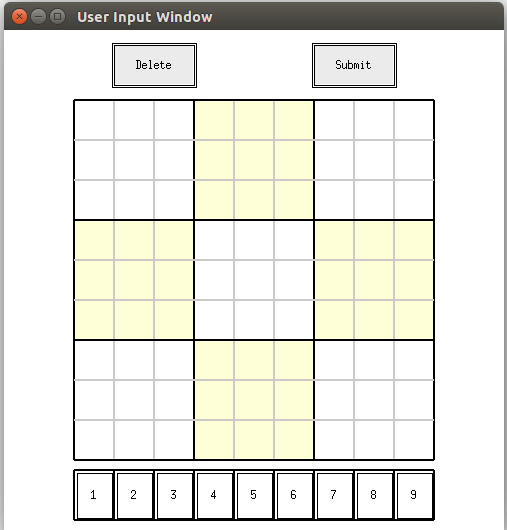 User Input Window
Delete Submit
1 2 3 4 5 6 7 8 9